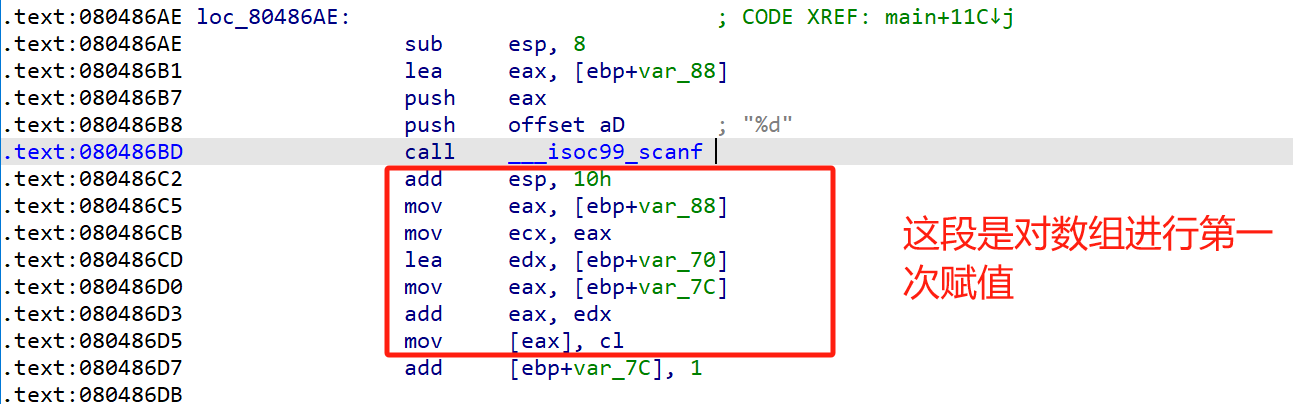 .text:080486AE loc_80486AE: ; CODE XREF: main+11C↓j
.text:080486AE sub esp, 8
.text:080486B1 lea eax, [ebp+var_88]
.text:080486B7 push eax
.text:080486B8 push offset aD ; "%d"
.text:080486BD call ___isoc99_scanf
.text:080486C2 add esp, 10h
.text:080486C5 mov eax, [ebp+var_88]
.text:080486CB mov ecx, eax
.text:080486CD lea edx, [ebp+var_70]
.text:080486D0 mov eax, [ebp+var_7C]
.text:080486D3 add eax, edx
.text:080486D5 mov [eax], cl
.text:080486D7 add [ebp+var_7C], 1
.text:080486DB
这段是对数组进行第一
次赋值